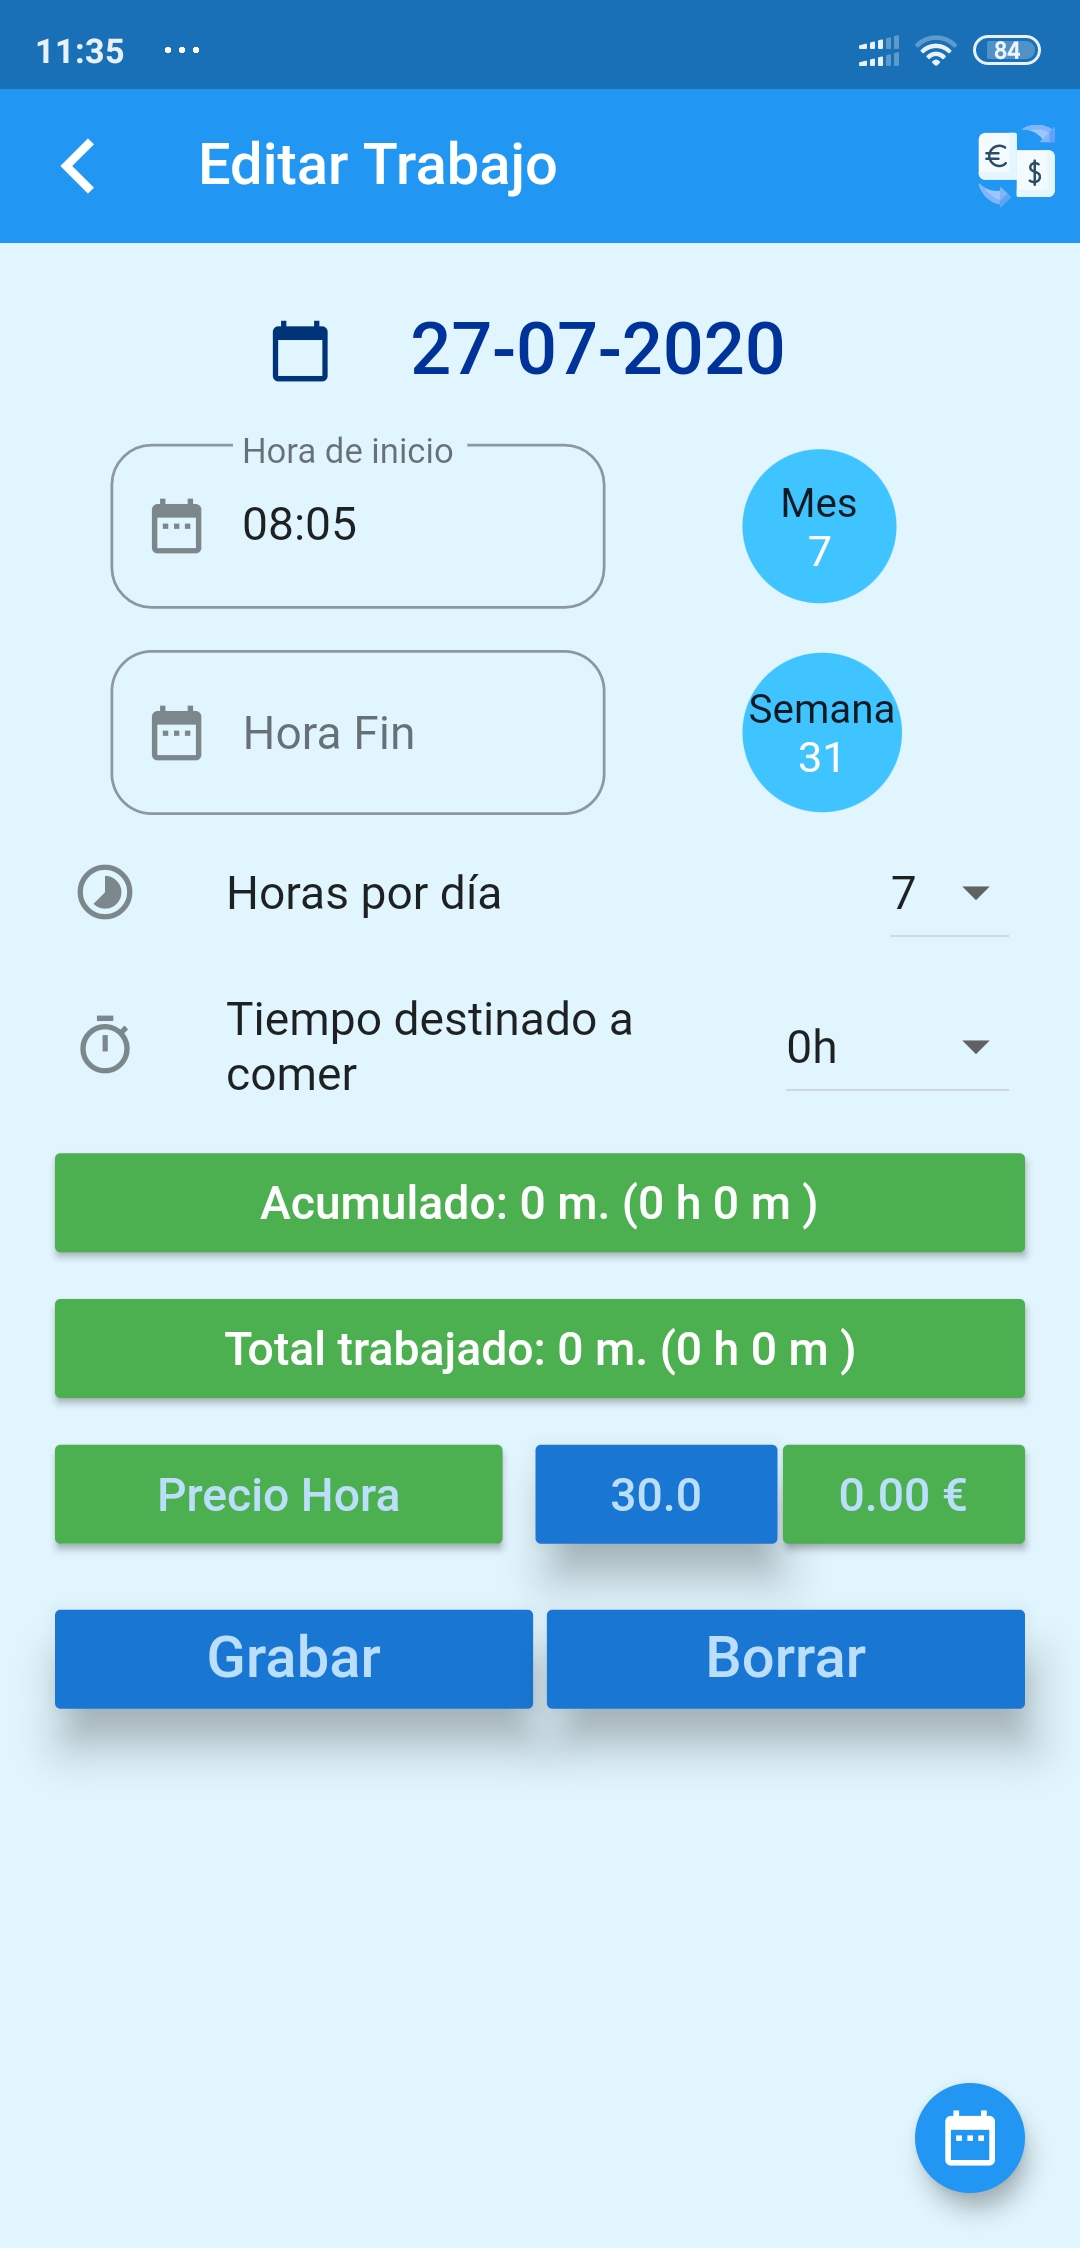 11:35 ...
84
Editar Trabajo
€
$
27-07-2020
Hora de inicio
08:05
Mes
7
Hora Fin
Semana
31
Horas por día
7
Tiempo destinado a
comer
0h
Acumulado: 0 m. (0 h 0 m )
Total trabajado: 0 m. (0 h 0 m )
Precio Hora
30.0
0.00 €
Grabar
Borrar